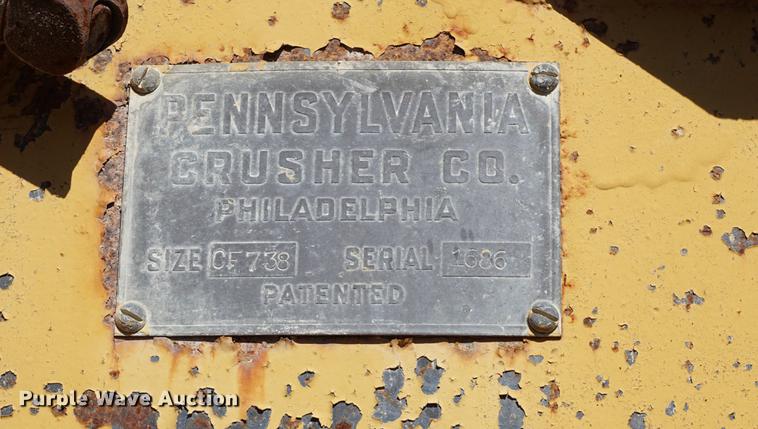 PENNSYLVANIA
CRUSHER CO.
PHILADELPHIA
SIZE CF738 SERIAL 1686
PATENTED
Purple Wave Auction